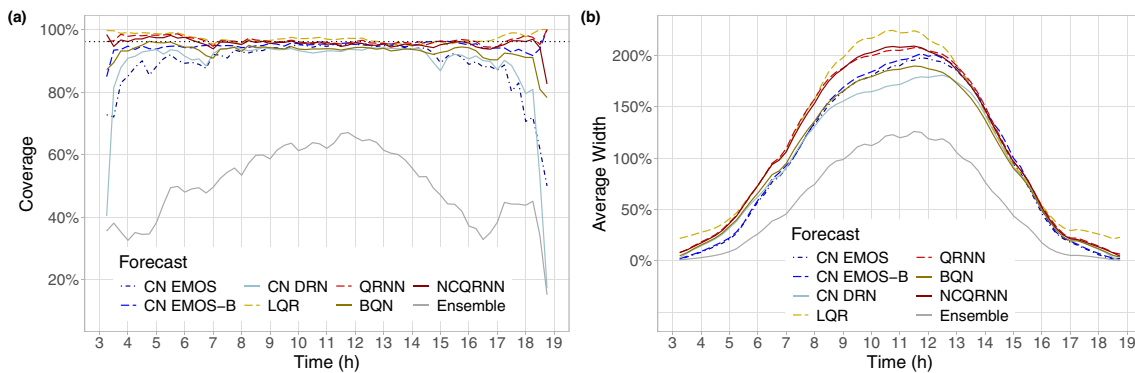 (a)
100%
80%
60%
40%
20%
Coverage
Forecast
CN EMOS CN DRN QRNN NCQRNN
CN EMOS−B LQR BQN Ensemble
3 4 5 6 7 8 9 10 11 12 13 14 15 16 17 18 19
Time (h)
(b)
200%
150%
100%
50%
0%
Average Width
Forecast
CN EMOS QRNN
CN EMOS−B BQN
CN DRN NCQRNN
LQR Ensemble
3 4 5 6 7 8 9 10 11 12 13 14 15 16 17 18 19
Time (h)